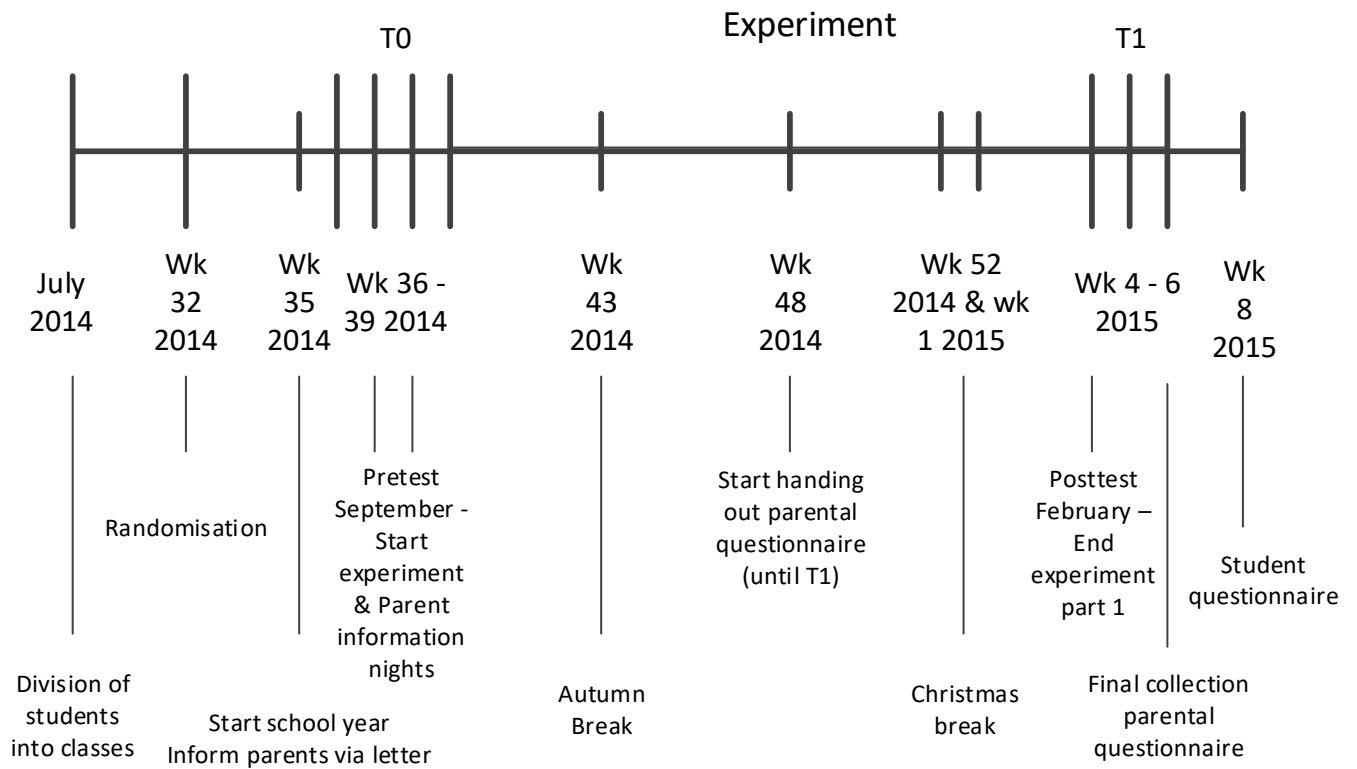 Experiment
T0
T1
July
2014
Wk
32
2014
Wk
35
2014
Wk 36 -
39 2014
Wk
43
2014
Wk
48
2014
Wk 52
2014 & wk
1 2015
Wk 4 - 6
2015
Wk
8
2015
Division of
students
into classes
Randomisation
Start school year
Inform parents via letter
Pretest
September -
Start
experiment
& Parent
information
nights
Autumn
Break
Start handing
out parental
questionnaire
(until T1)
Christmas
break
Posttest
February –
End
experiment
part 1
Final collection
parental
questionnaire
Student
questionnaire